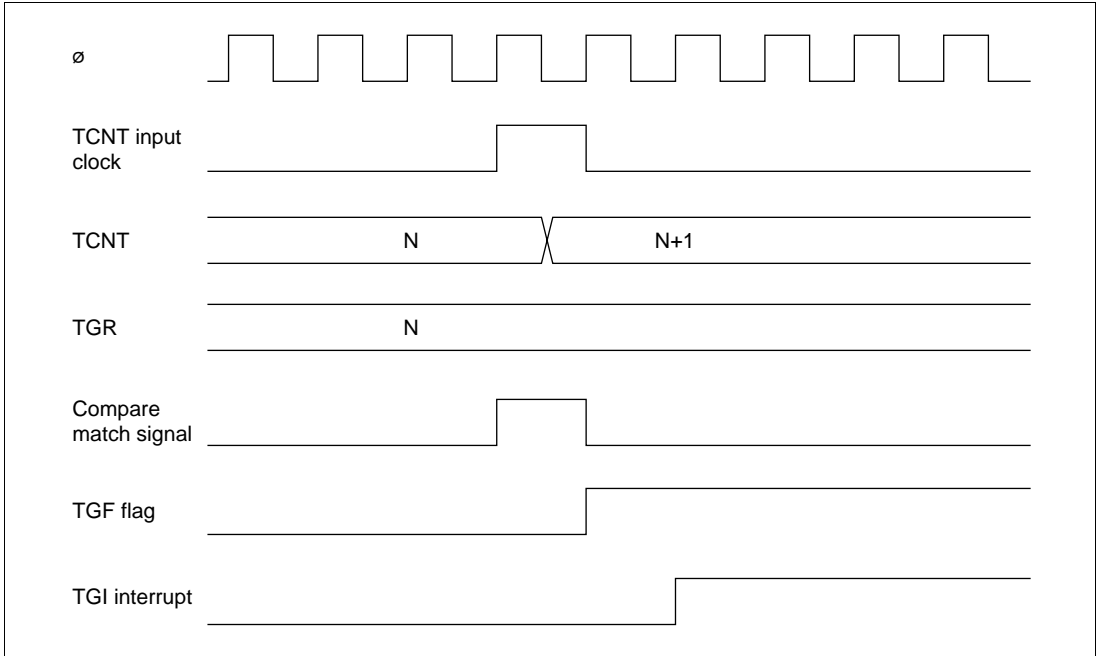 ø
TCNT input
clock
TCNT
N
N+1
TGR
N
Compare
match signal
TGF flag
TGI interrupt